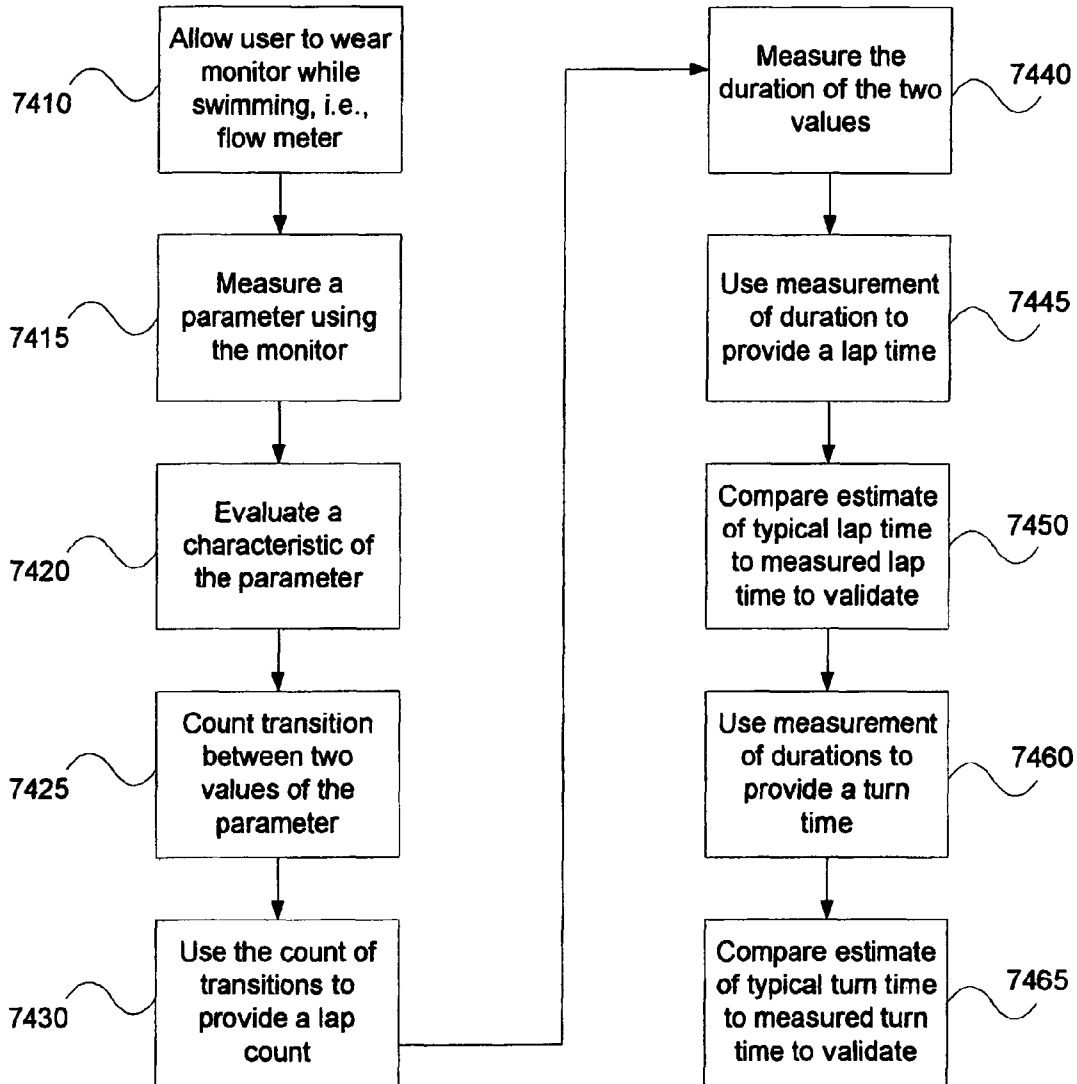 Allow user to wear
monitor while
swimming, i.e.,
flow meter
7410
Measure a
parameter using
the monitor
7415
Evaluate a
characteristic of
the parameter
7420
Count transition
between two
values of the
parameter
7425
Use the count of
transitions to
provide a lap
count
7430
Measure the
duration of the two
values
7440
Use measurement
of duration to
provide a lap time
7445
Compare estimate
of typical lap time
to measured lap
time to validate
7450
Use measurement
of durations to
provide a turn
time
7460
Compare estimate
of typical turn time
to measured turn
time to validate
7465